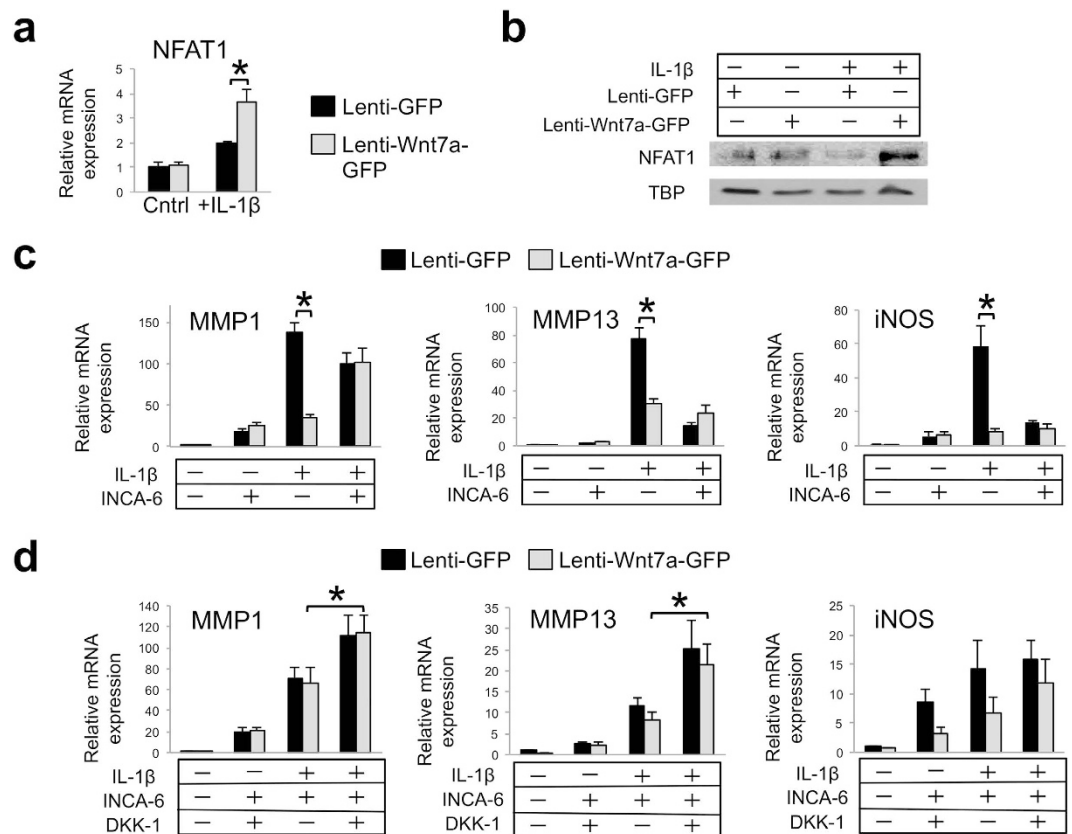 a
NFAT1
Relative mRNA
expression
5
4
3
2
1
0
*
Cntrl +IL-1β
Lenti-GFP
Lenti-Wnt7a-
GFP
b
IL-1β − − + +
Lenti-GFP + − + −
Lenti-Wnt7a-GFP − + − +
NFAT1
TBP
c
Lenti-GFP Lenti-Wnt7a-GFP
MMP1
Relative mRNA
expression
150
100
50
*
IL-1β − − + +
INCA-6 − + − +
MMP13
Relative mRNA
expression
100
80
60
40
20
0
*
IL-1β − − + +
INCA-6 − + − +
iNOS
Relative mRNA
expression
80
60
40
20
0
*
IL-1β − − + +
INCA-6 − + − +
d
Lenti-GFP Lenti-Wnt7a-GFP
MMP1
Relative mRNA
expression
140
120
100
80
60
40
20
0
*
IL-1β − − + +
INCA-6 − + + +
DKK-1 − + − +
MMP13
Relative mRNA
expression
35
30
25
20
15
10
5
0
*
IL-1β − − + +
INCA-6 − + + +
DKK-1 − + − +
iNOS
Relative mRNA
expression
25
20
15
10
5
0
IL-1β − − + +
INCA-6 − + + +
DKK-1 − + − +